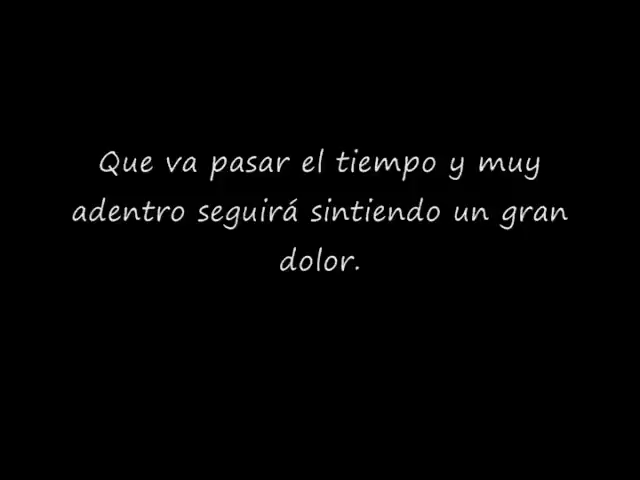 Que va pasar el tiempo y muy
adentro seguirá sintiendo un gran
dolor.